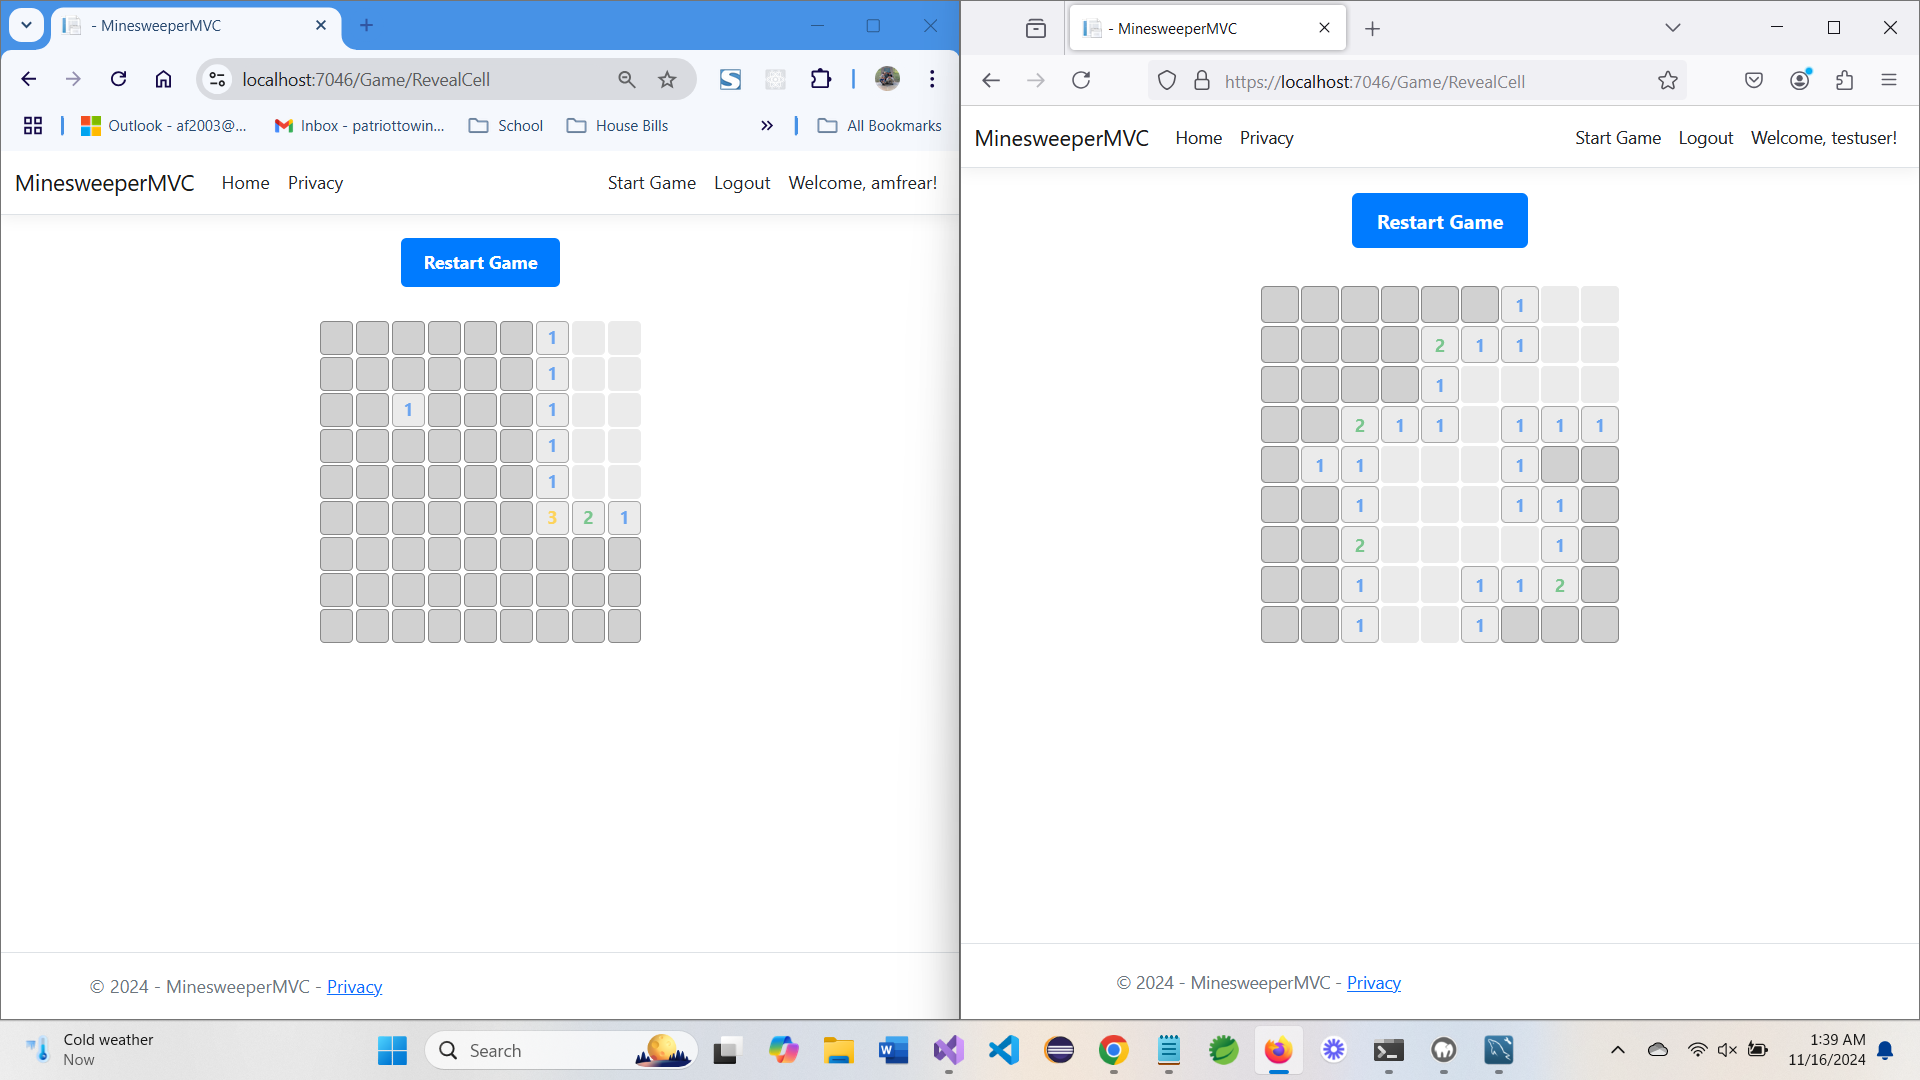 - MinesweeperMVC
localhost:7046/Game/RevealCell
Outlook - af2003@...
Inbox - patriottowin...
School
House Bills
All Bookmarks
MinesweeperMVC Home Privacy Start Game Logout Welcome, amfrear!
Restart Game
1
1
1 1
1
1
3 2 1
© 2024 - MinesweeperMVC - Privacy
- MinesweeperMVC
https://localhost:7046/Game/RevealCell
MinesweeperMVC Home Privacy Start Game Logout Welcome, testuser!
Restart Game
1
2 1 1
1
2 1 1 1 1 1
1 1 1
1 1 1
2 1
1 1 1 2
1 1
© 2024 - MinesweeperMVC - Privacy
Cold weather
Now
Search
1:39 AM
11/16/2024